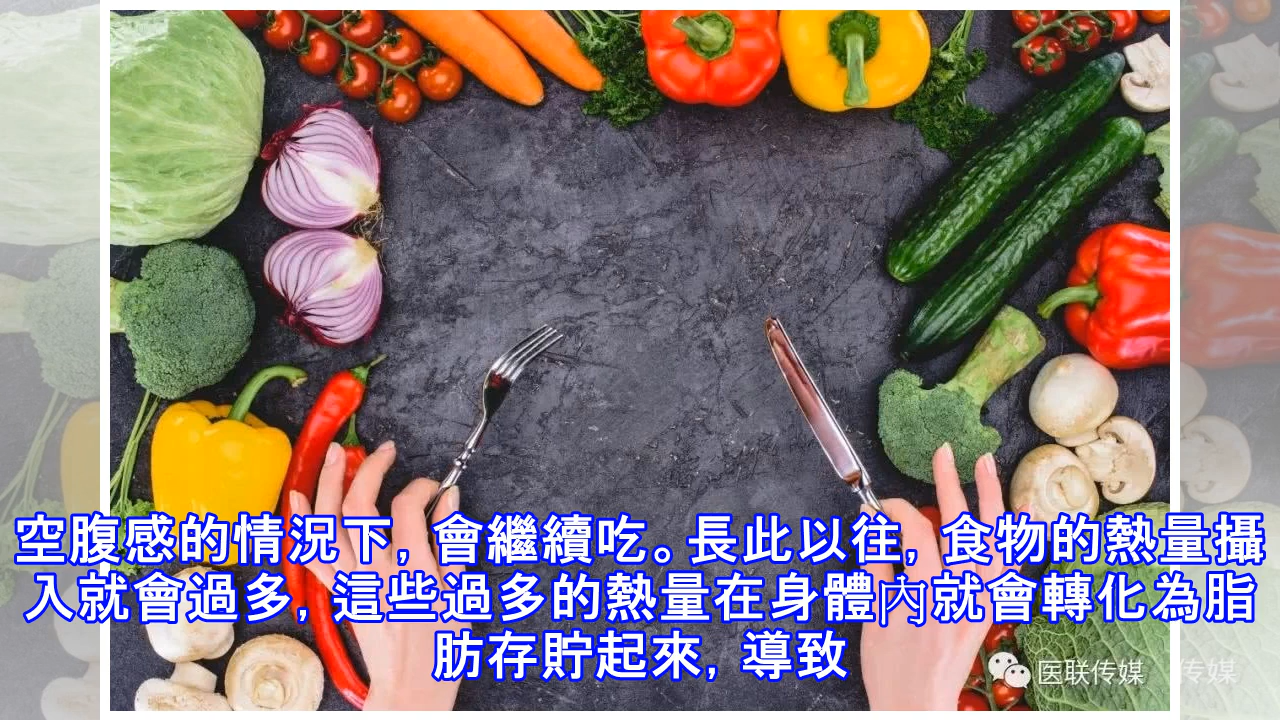 空腹感的情況下, 會繼續吃。長此以往, 食物的熱量攝
入就會過多, 這些過多的熱量在身體內就會轉化為脂
肪存貯起來, 導致
医联传媒
传媒